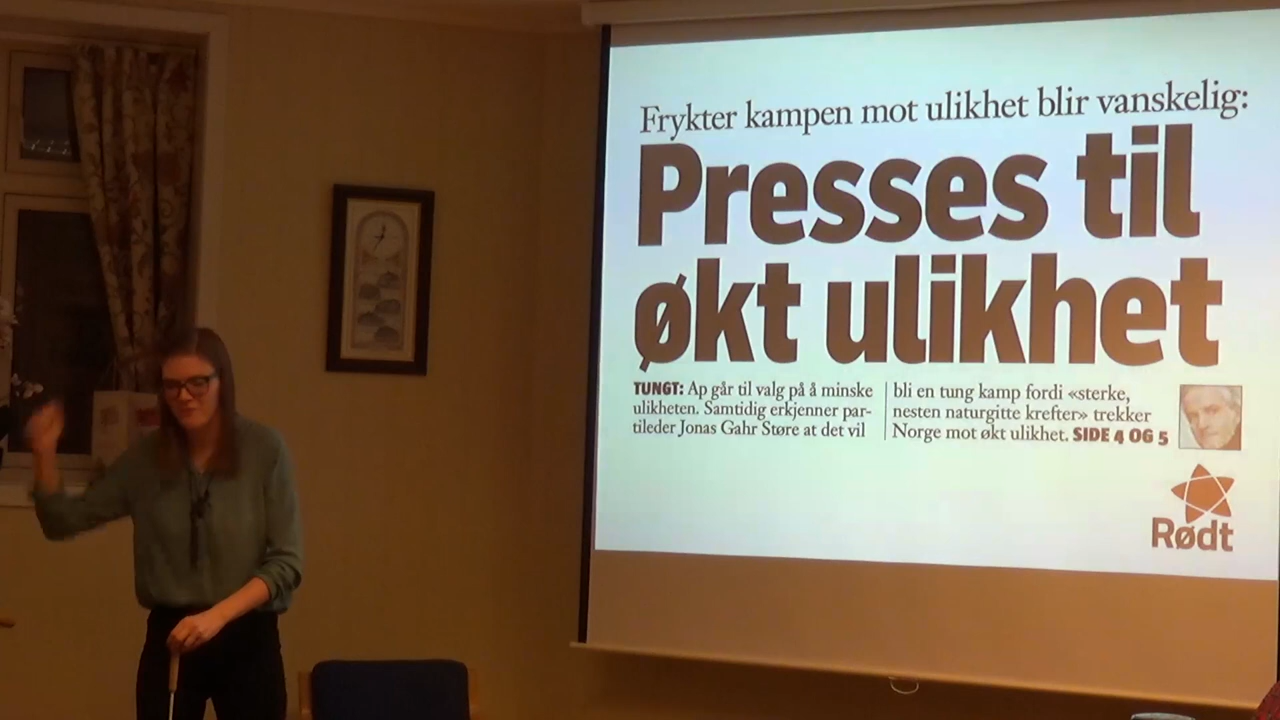 Frykter kampen mot ulikhet blir vanskelig:
Presses til
økt ulikhet
TUNGT: Ap går til valg på å minske
ulikheten. Samtidig erkjenner par-
tileder Jonas Gahr Støre at det vil
bli en tung kamp fordi «sterke,
nesten naturgitte krefter» trekker
Norge mot økt ulikhet. SIDE 4 OG 5
Rødt